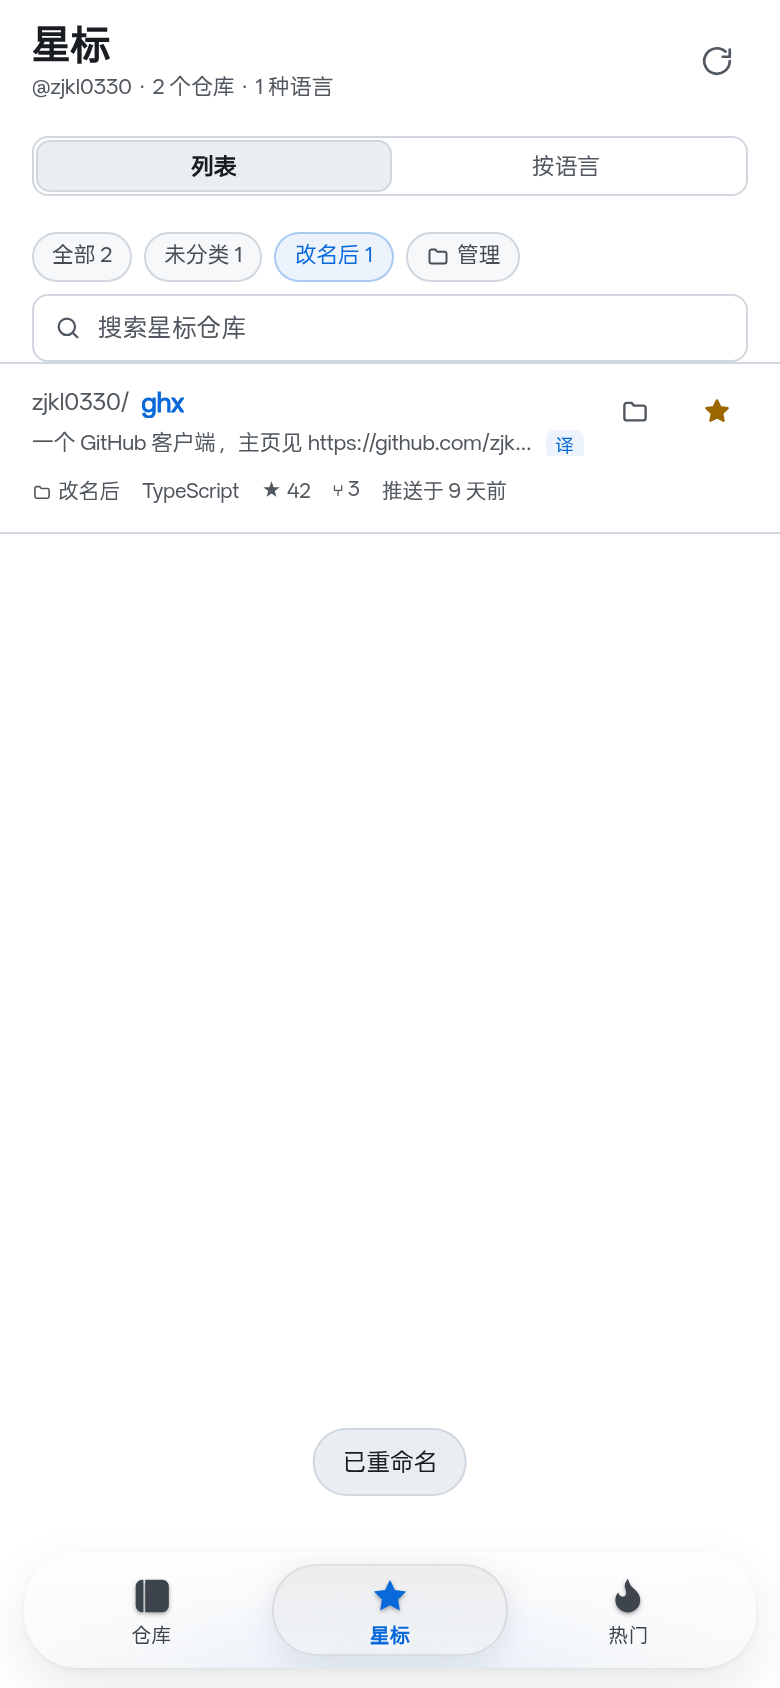 星标
@zjkl0330 · 2 个仓库 · 1 种语言
列表
按语言
全部 2
未分类 1
改名后 1
管理
搜索星标仓库
zjkl0330/ ghx
一个 GitHub 客户端，主页见 https://github.com/zjk... 译
改名后 TypeScript ★ 42 3 推送于 9 天前
已重命名
仓库
星标
热门